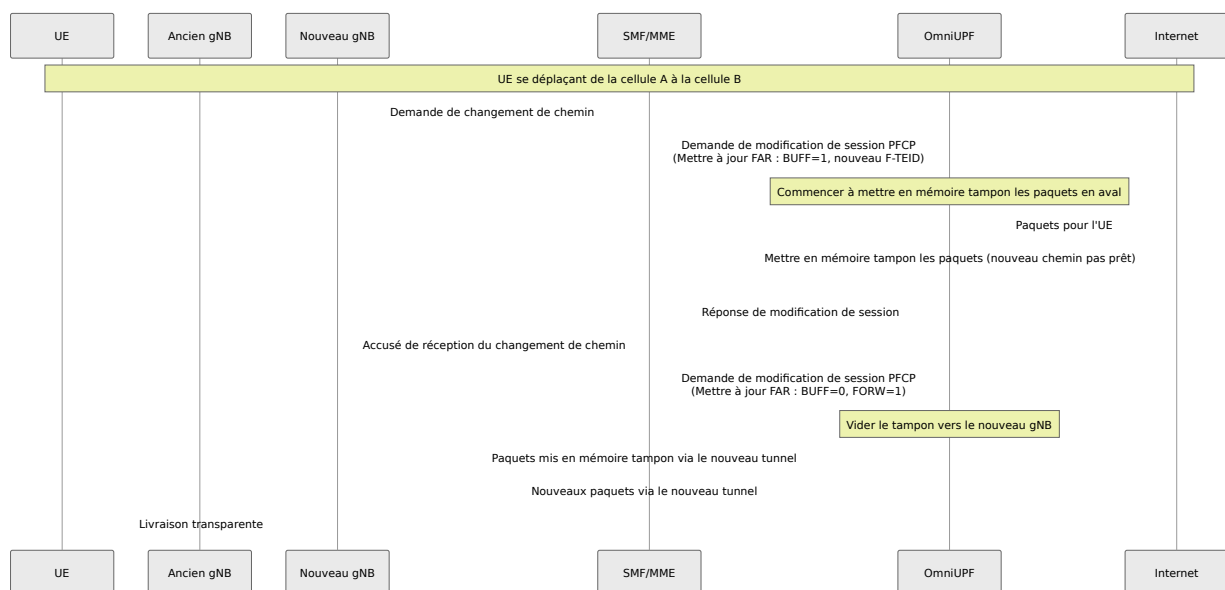 UE
Ancien gNB
Nouveau gNB
SMF/MME
OmniUPF
Internet
UE se déplaçant de la cellule A à la cellule B
Demande de changement de chemin
Demande de modification de session PFCP
(Mettre à jour FAR : BUFF=1, nouveau F-TEID)
Commencer à mettre en mémoire tampon les paquets en aval
Paquets pour l'UE
Mettre en mémoire tampon les paquets (nouveau chemin pas prêt)
Réponse de modification de session
Accusé de réception du changement de chemin
Demande de modification de session PFCP
(Mettre à jour FAR : BUFF=0, FORW=1)
Vider le tampon vers le nouveau gNB
Paquets mis en mémoire tampon via le nouveau tunnel
Nouveaux paquets via le nouveau tunnel
Livraison transparente
UE
Ancien gNB
Nouveau gNB
SMF/MME
OmniUPF
Internet